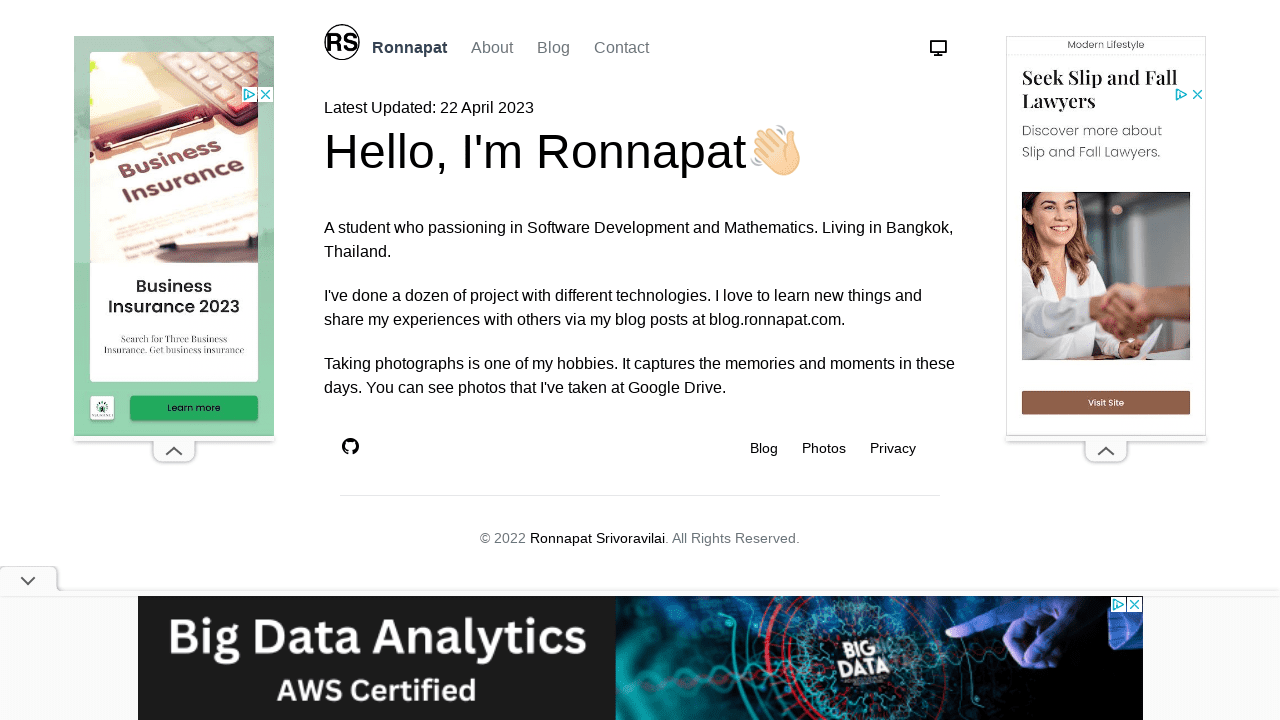 RS
Ronnapat
About
Blog
Contact
Latest Updated: 22 April 2023
Hello, I'm Ronnapat
A student who passioning in Software Development and Mathematics. Living in Bangkok,
Thailand.
I've done a dozen of project with different technologies. I love to learn new things and
share my experiences with others via my blog posts at blog.ronnapat.com.
Taking photographs is one of my hobbies. It captures the memories and moments in these
days. You can see photos that I've taken at Google Drive.
Blog
Photos
Privacy
© 2022 Ronnapat Srivoravilai. All Rights Reserved.
Business
Insurance
Business
Insurance 2023
Search for Three Business
Insurance. Get business insurance
Learn more
Modern Lifestyle
Seek Slip and Fall
Lawyers
Discover more about
Slip and Fall Lawyers.
Visit Site
Big Data Analytics
AWS Certified
BIG
DATA